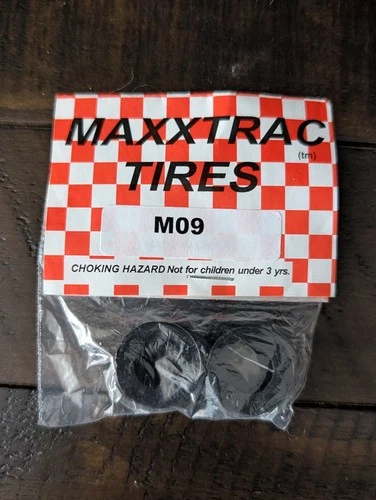 MAXXTRAC
(tm)
TIRES
M09
CHOKING HAZARD Not for children under 3 yrs.